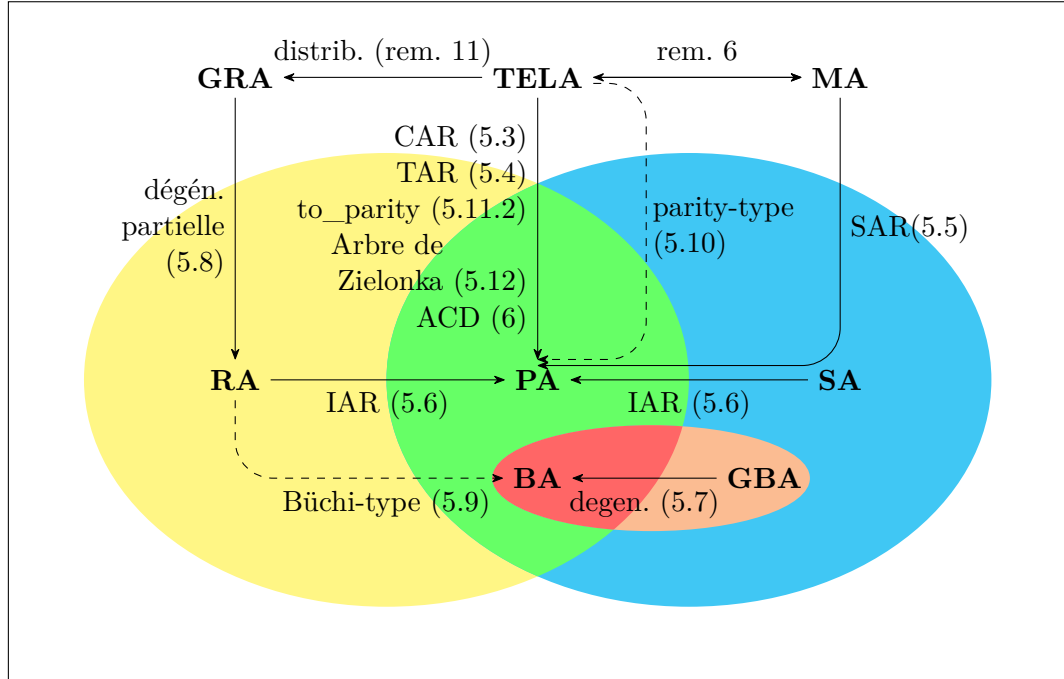 distrib. (rem. 11)
rem. 6
GRA
TELA
MA
CAR (5.3)
TAR (5.4)
to_parity (5.11.2)
Arbre de
Zielonka (5.12)
ACD (6)
dégén.
partielle
(5.8)
parity-type
(5.10)
SAR(5.5)
RA
PA
SA
IAR (5.6)
IAR (5.6)
BA
GBA
Büchi-type (5.9)
degen. (5.7)